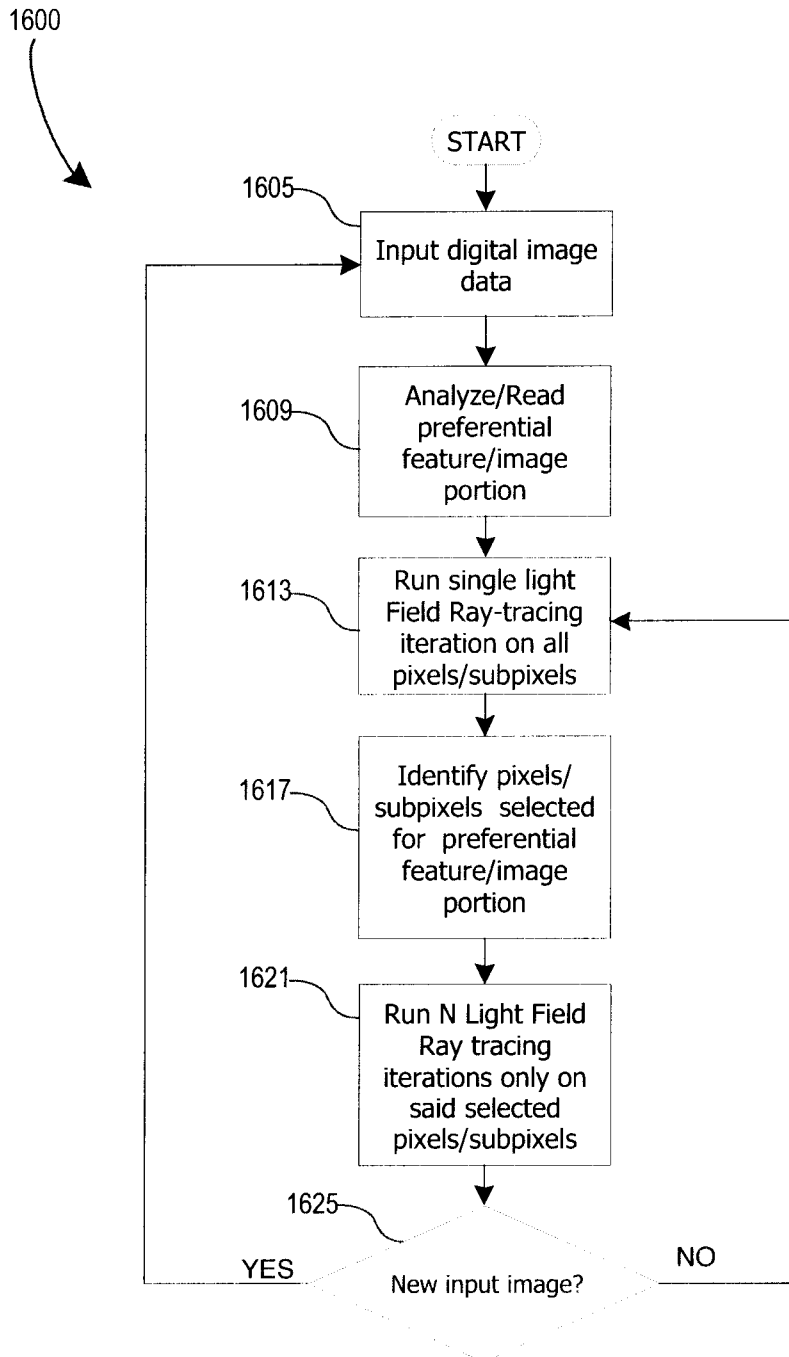 1600
START
1605
Input digital image
data
1609
Analyze/Read
preferential
feature/image
portion
1613
Run single light
Field Ray-tracing
iteration on all
pixels/subpixels
1617
Identify pixels/
subpixels selected
for preferential
feature/image
portion
1621
Run N Light Field
Ray tracing
iterations only on
said selected
pixels/subpixels
1625
YES
New input image?
NO